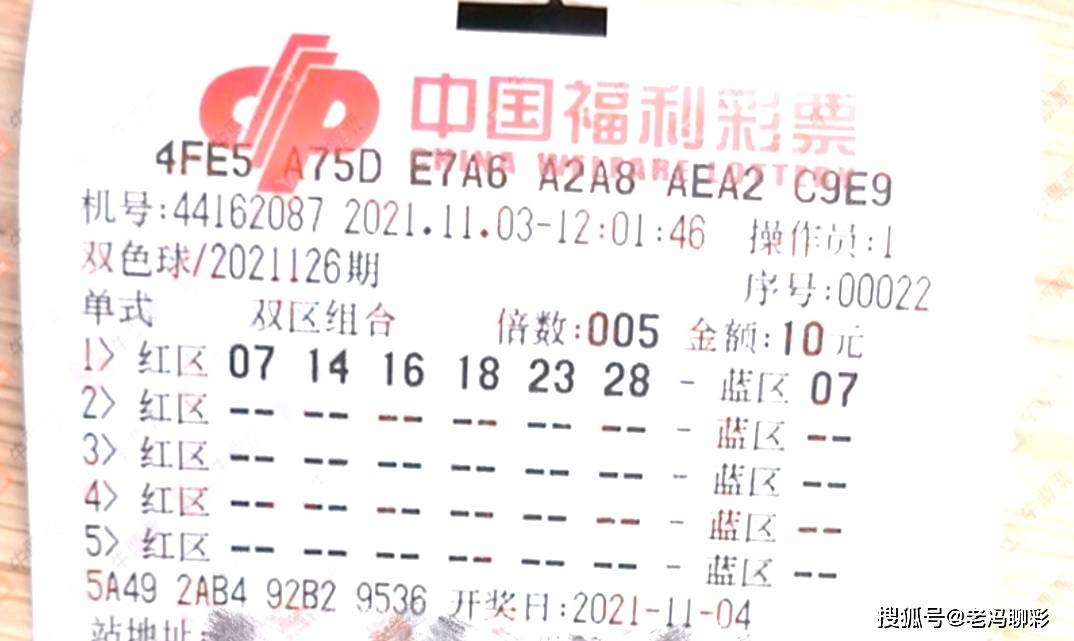 中国福利彩票
CHINA WELFARE LOTTERY
4FE5 A75D E7A6 A2A8 AEA2 C9E9
机号:44162087 2021.11.03-12:01:46 操作员:1
双色球/2021126期 序号:00022
单式 双区组合 倍数:005 金额:10元
1> 红区 07 14 16 18 23 28 - 蓝区 07
2> 红区 -- -- -- -- -- -- - 蓝区 --
3> 红区 -- -- -- -- -- -- - 蓝区 --
4> 红区 -- -- -- -- -- -- - 蓝区 --
5> 红区 -- -- -- -- -- -- - 蓝区 --
5A49 2AB4 92B2 9536 开奖日:2021-11-04
站地址:
搜狐号@老冯聊彩